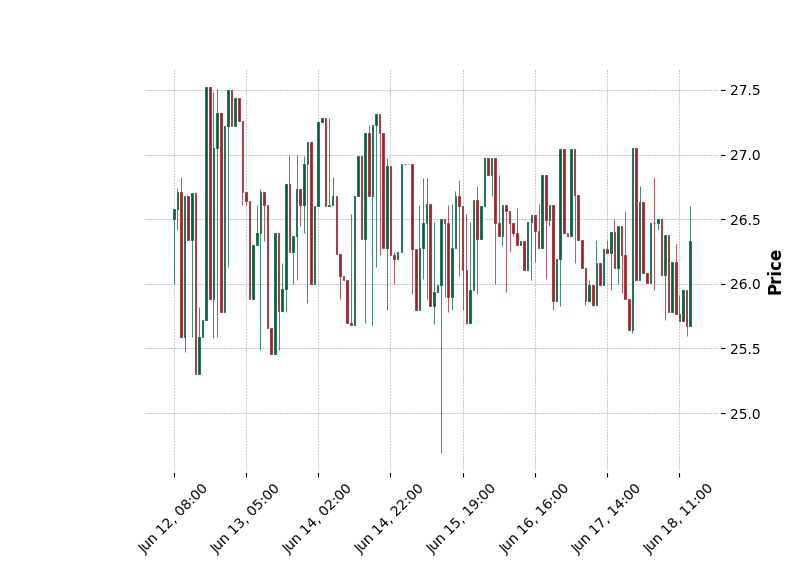 27.5
27.0
26.5
26.0
25.5
25.0
Price
Jun 12, 08:00
Jun 13, 05:00
Jun 14, 02:00
Jun 14, 22:00
Jun 15, 19:00
Jun 16, 16:00
Jun 17, 14:00
Jun 18, 11:00